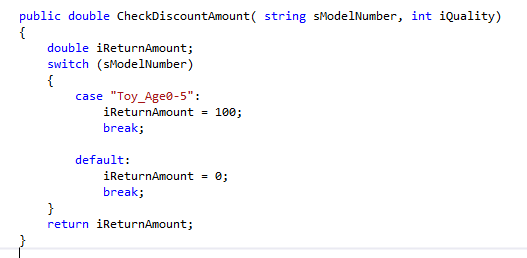 public double CheckDiscountAmount( string sModelNumber, int iQuality)
{
    double iReturnAmount;
    switch (sModelNumber)
    {
        case "Toy_Age0-5":
            iReturnAmount = 100;
            break;

        default:
            iReturnAmount = 0;
            break;
    }
    return iReturnAmount;
}